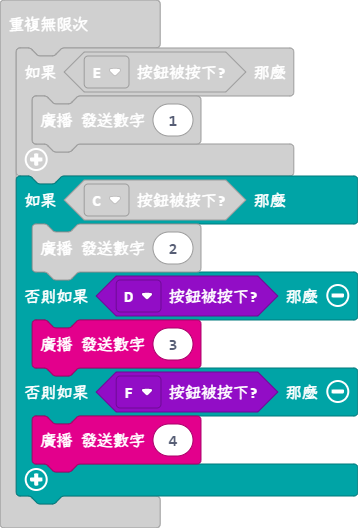 重複無限次
如果 E 按鈕被按下? 那麼
廣播 發送數字 1
如果 C 按鈕被按下? 那麼
廣播 發送數字 2
否則如果 D 按鈕被按下? 那麼
廣播 發送數字 3
否則如果 F 按鈕被按下? 那麼
廣播 發送數字 4